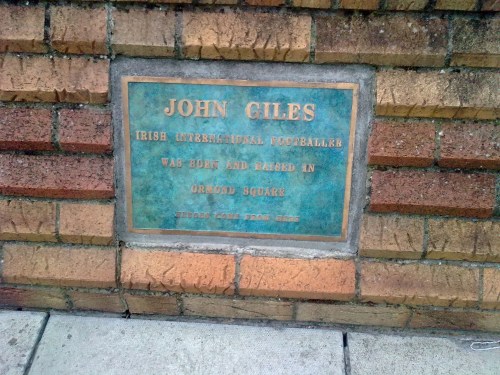 JOHN GILES
IRISH INTERNATIONAL FOOTBALLER
WAS BORN AND RAISED IN
ORMOND SQUARE